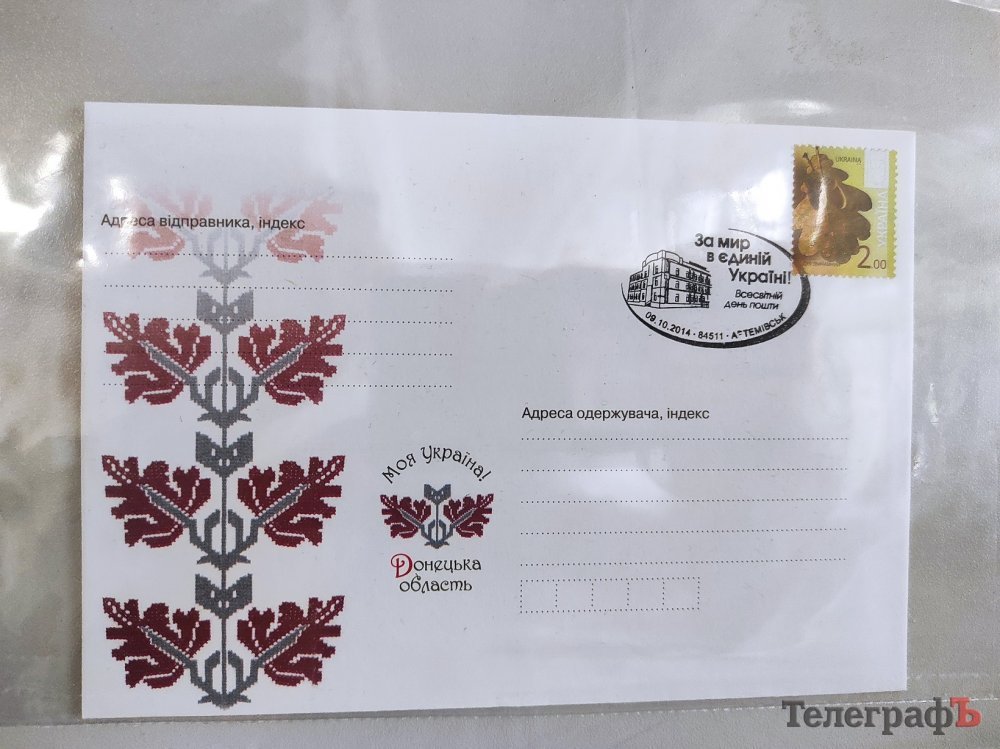 UKRAINA
УКРАЇНА
2.00
Адреса відправника, індекс
За мир
в єдиній
Україні!
Всесвітній
день пошти
09.10.2014 · 84511 · АРТЕМІВСЬК
Адреса одержувача, індекс
Моя Україна!
Донецька
область
ТелеграфЪ